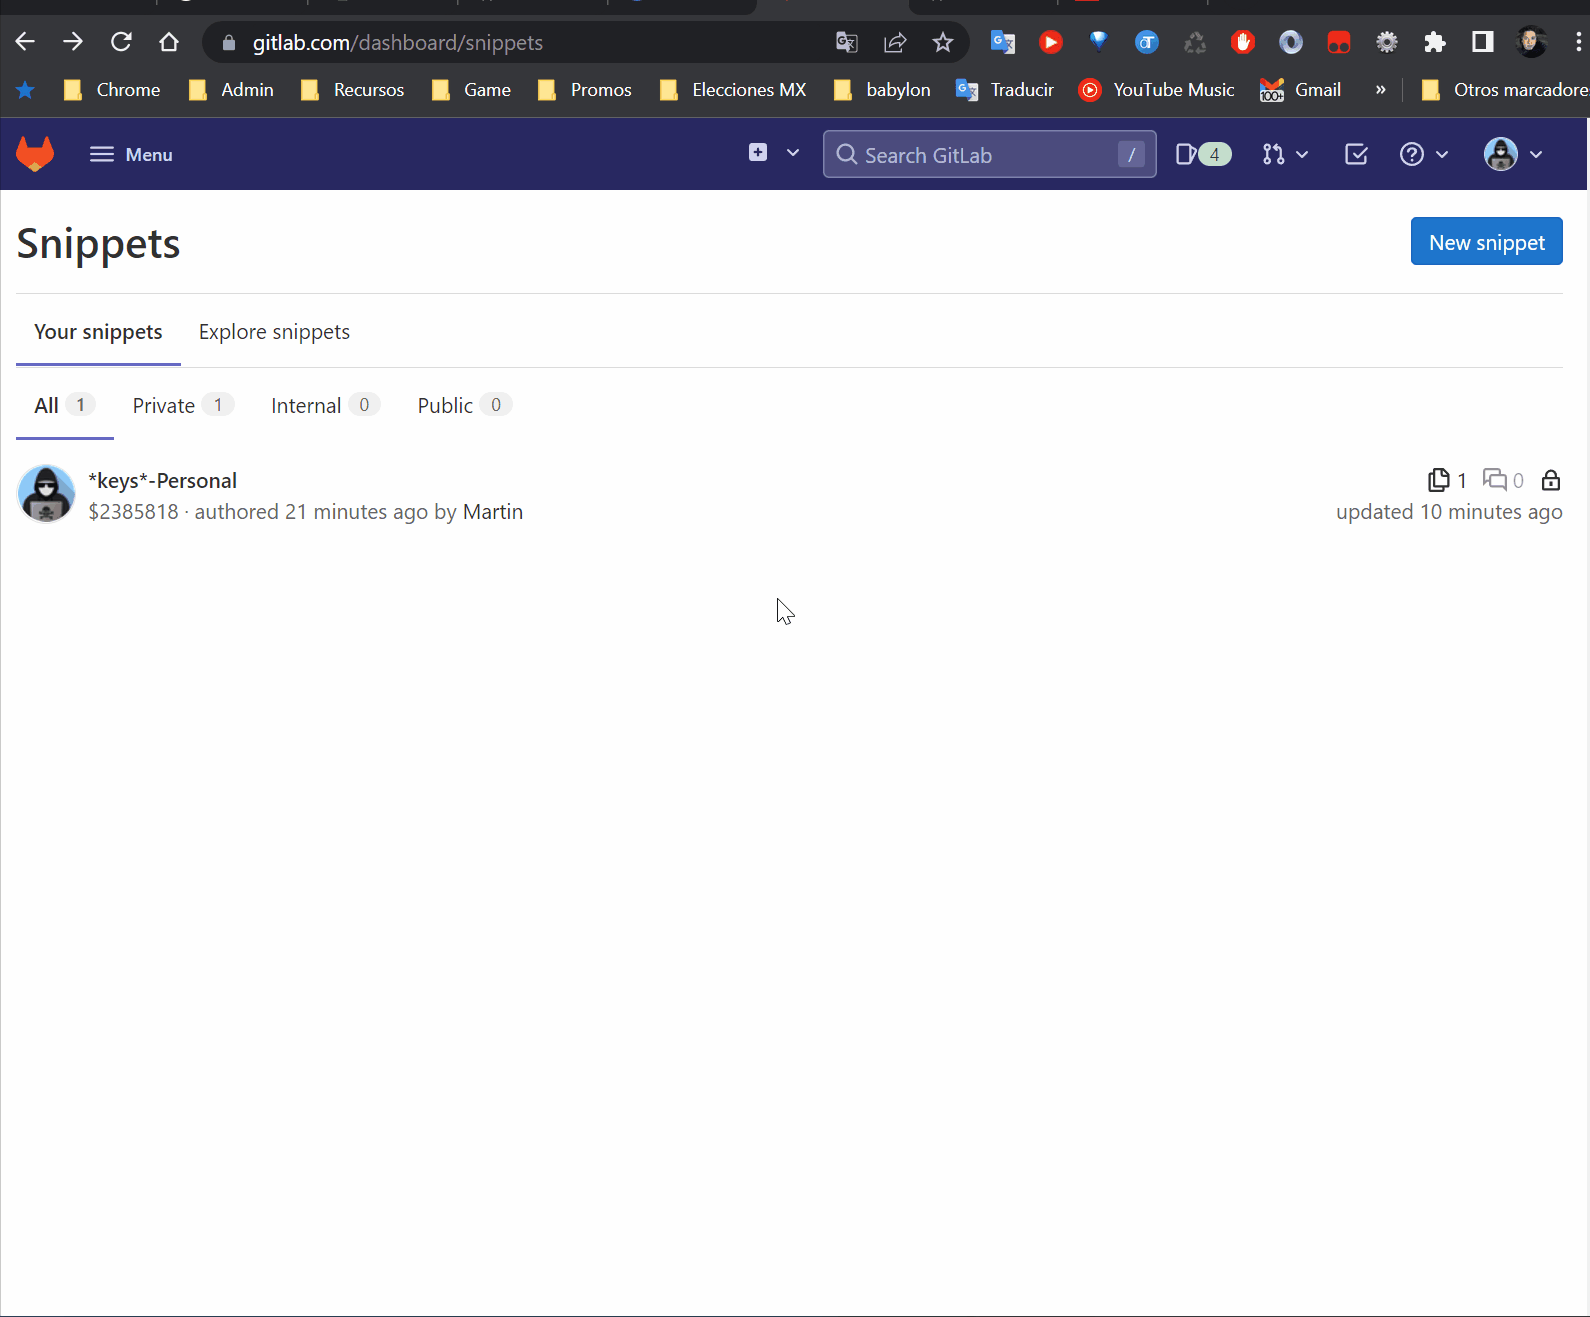 gitlab.com/dashboard/snippets
Chrome Admin Recursos Game Promos Elecciones MX babylon Traducir YouTube Music 100+ Gmail » Otros marcadore
Menu Search GitLab / 4
Snippets
New snippet
Your snippets Explore snippets
All 1 Private 1 Internal 0 Public 0
*keys*-Personal 1 0
$2385818 · authored 21 minutes ago by Martin updated 10 minutes ago